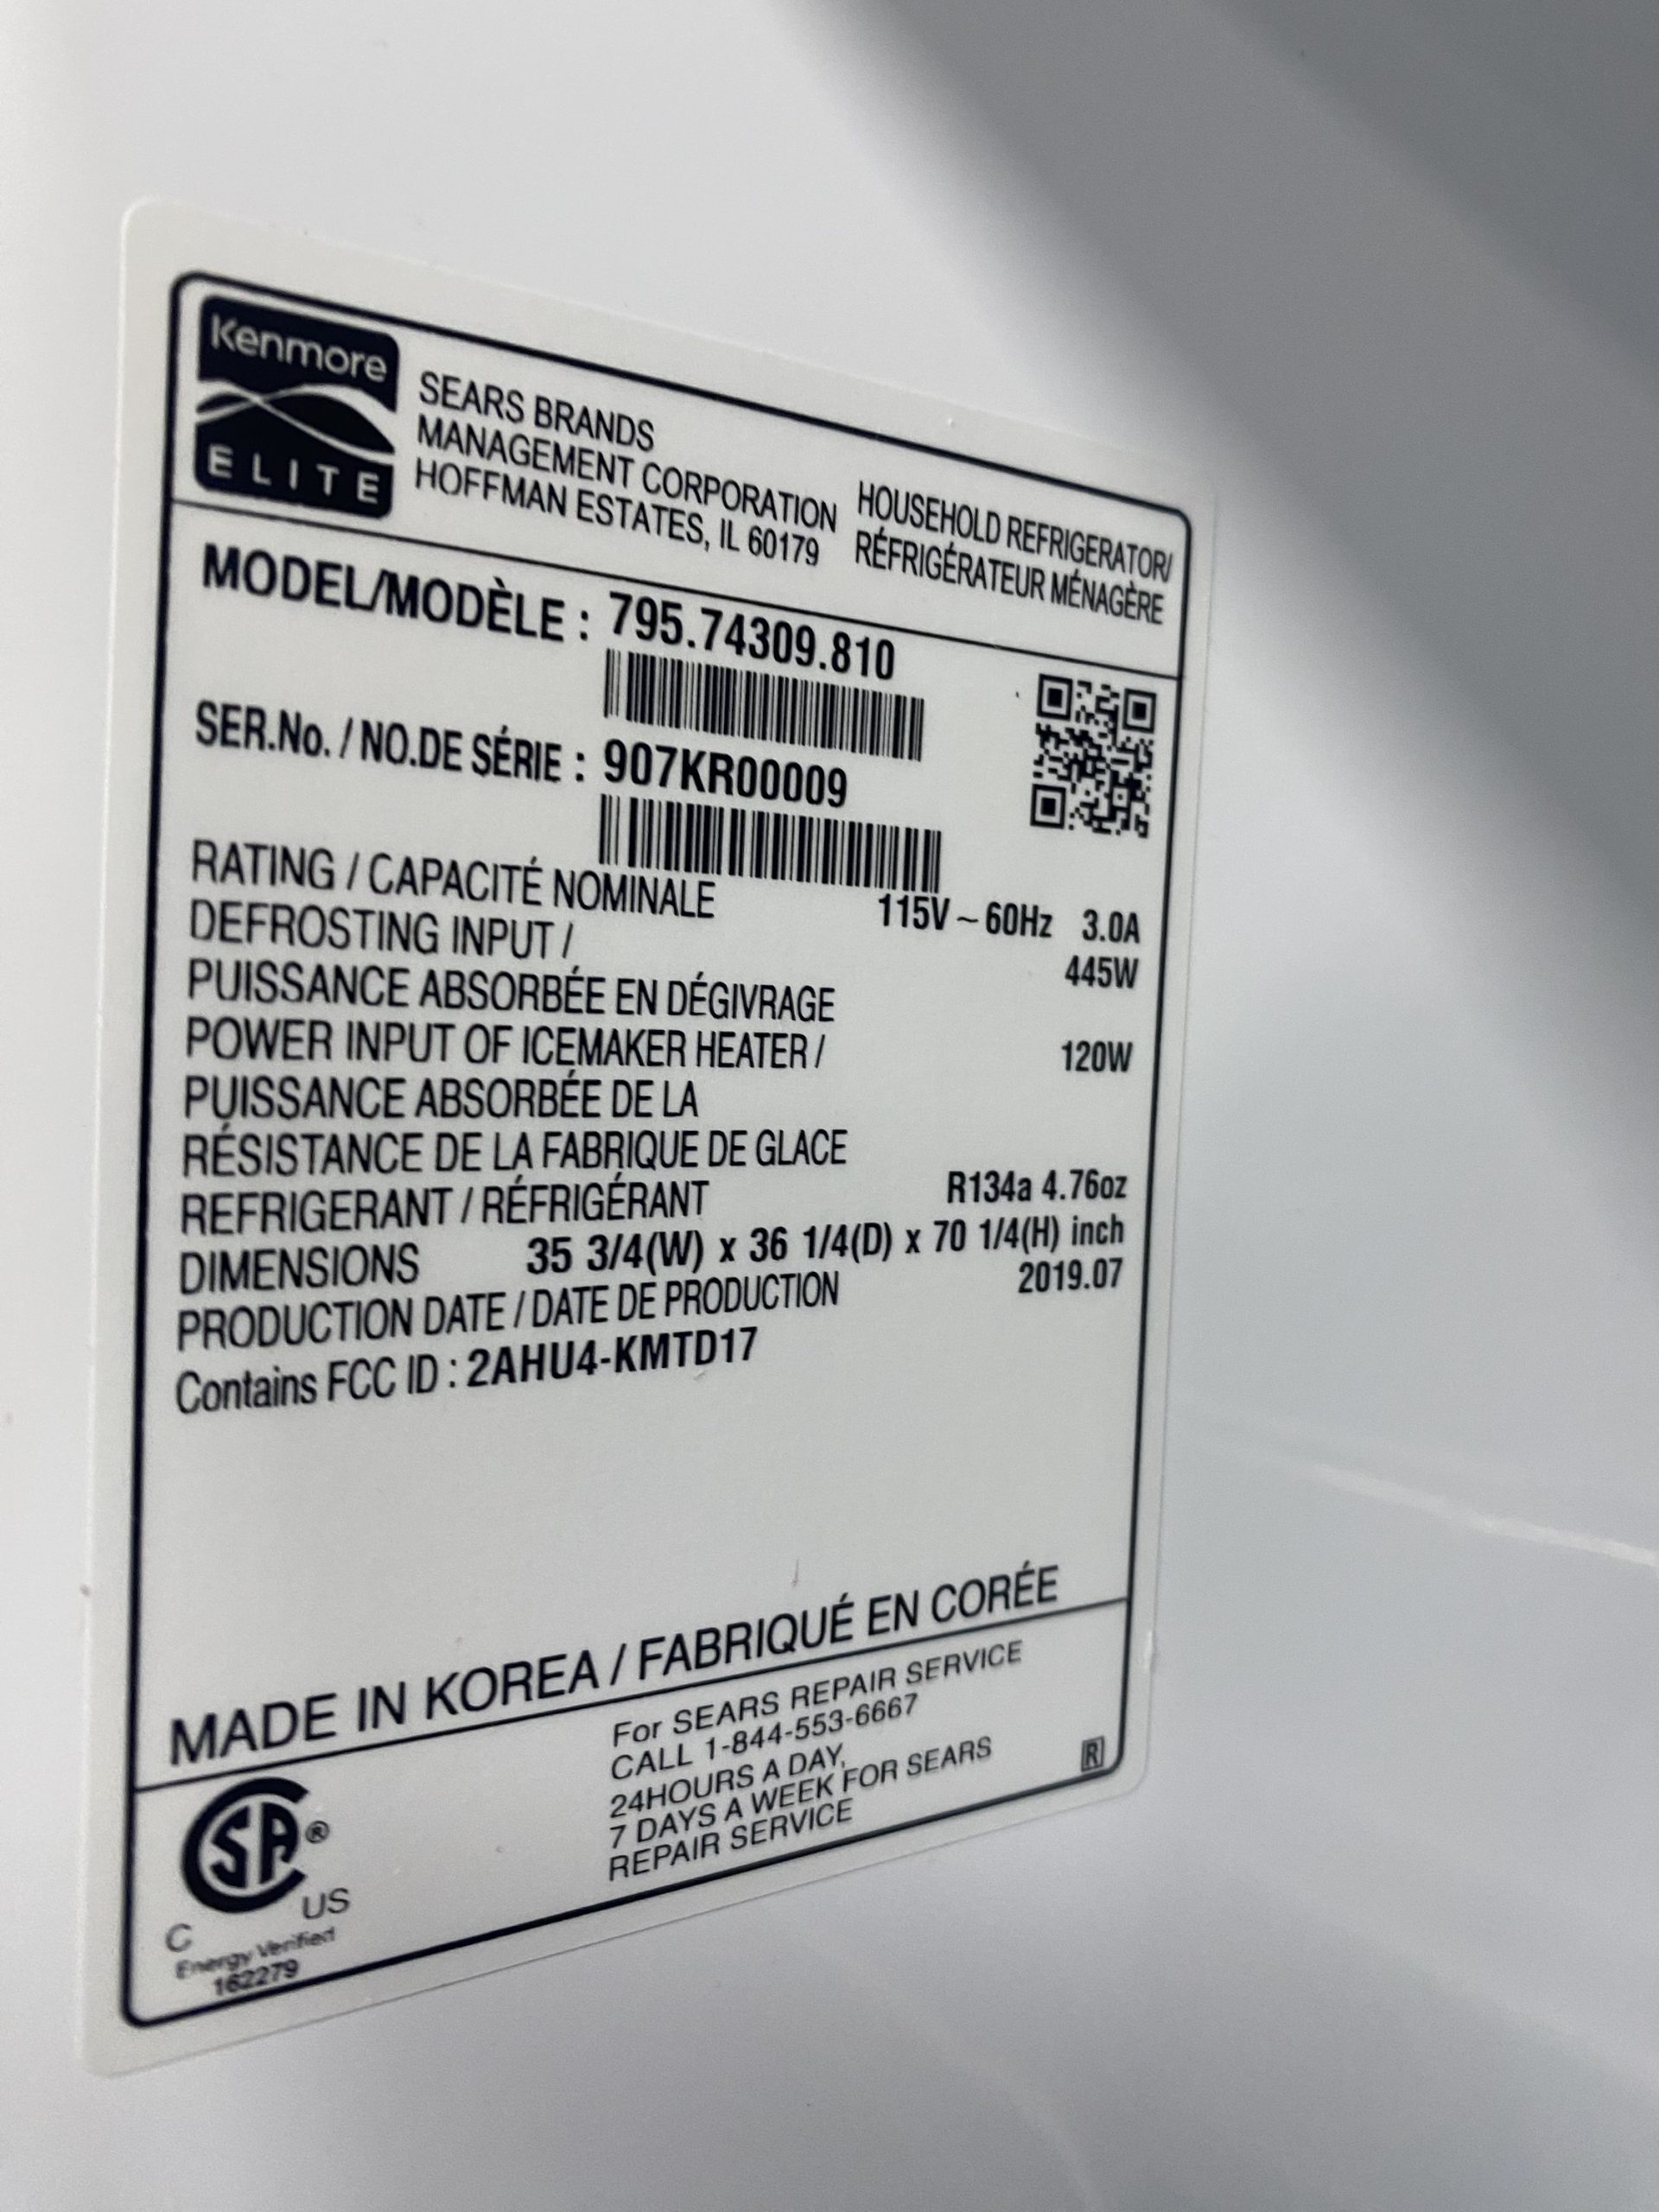 Kenmore
ELITE
SEARS BRANDS
MANAGEMENT CORPORATION
HOFFMAN ESTATES, IL 60179
HOUSEHOLD REFRIGERATOR/
RÉFRIGÉRATEUR MÉNAGÈRE
MODEL/MODÈLE : 795.74309.810
SER.No. / NO.DE SÉRIE : 907KR00009
RATING / CAPACITÉ NOMINALE 115V ~ 60Hz 3.0A
DEFROSTING INPUT / 445W
PUISSANCE ABSORBÉE EN DÉGIVRAGE
POWER INPUT OF ICEMAKER HEATER / 120W
PUISSANCE ABSORBÉE DE LA
RÉSISTANCE DE LA FABRIQUE DE GLACE
REFRIGERANT / RÉFRIGÉRANT R134a 4.76oz
DIMENSIONS 35 3/4(W) x 36 1/4(D) x 70 1/4(H) inch
PRODUCTION DATE / DATE DE PRODUCTION 2019.07
Contains FCC ID : 2AHU4-KMTD17
MADE IN KOREA / FABRIQUÉ EN CORÉE
For SEARS REPAIR SERVICE
CALL 1-844-553-6667
24HOURS A DAY,
7 DAYS A WEEK FOR SEARS
REPAIR SERVICE
R
SA ®
C US
Energy Verified
162279